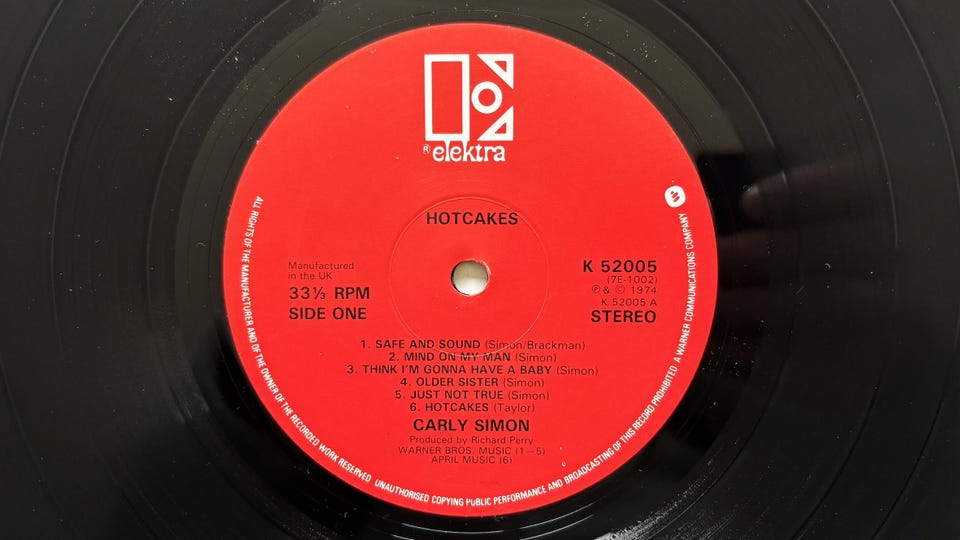 ® elektra
HOTCAKES
Manufactured
in the UK
33⅓ RPM
SIDE ONE
K 52005
(7E-1002)
℗ & © 1974
K 52005 A
STEREO
1. SAFE AND SOUND (Simon/Brackman)
2. MIND ON MY MAN (Simon)
3. THINK I'M GONNA HAVE A BABY (Simon)
4. OLDER SISTER (Simon)
5. JUST NOT TRUE (Simon)
6. HOTCAKES (Taylor)
CARLY SIMON
Produced by Richard Perry
WARNER BROS. MUSIC (1–5)
APRIL MUSIC (6)
ALL RIGHTS OF THE MANUFACTURER AND OF THE OWNER OF THE RECORDED WORK RESERVED UNAUTHORISED COPYING PUBLIC PERFORMANCE AND BROADCASTING OF THIS RECORD PROHIBITED A WARNER COMMUNICATIONS COMPANY